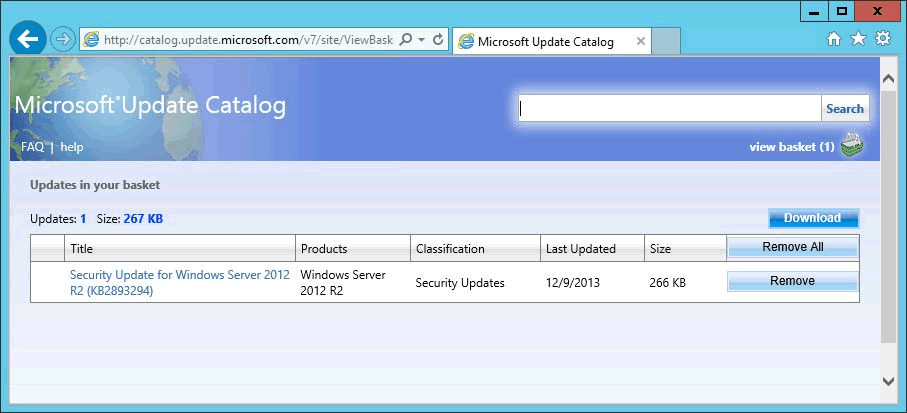 http://catalog.update.microsoft.com/v7/site/ViewBask
Microsoft Update Catalog
Microsoft® Update Catalog
Search
FAQ | help
view basket (1)
Updates in your basket
Updates: 1 Size: 267 KB
Download
Title Products Classification Last Updated Size Remove All
Security Update for Windows Server 2012 R2 (KB2893294)
Windows Server 2012 R2
Security Updates
12/9/2013
266 KB
Remove